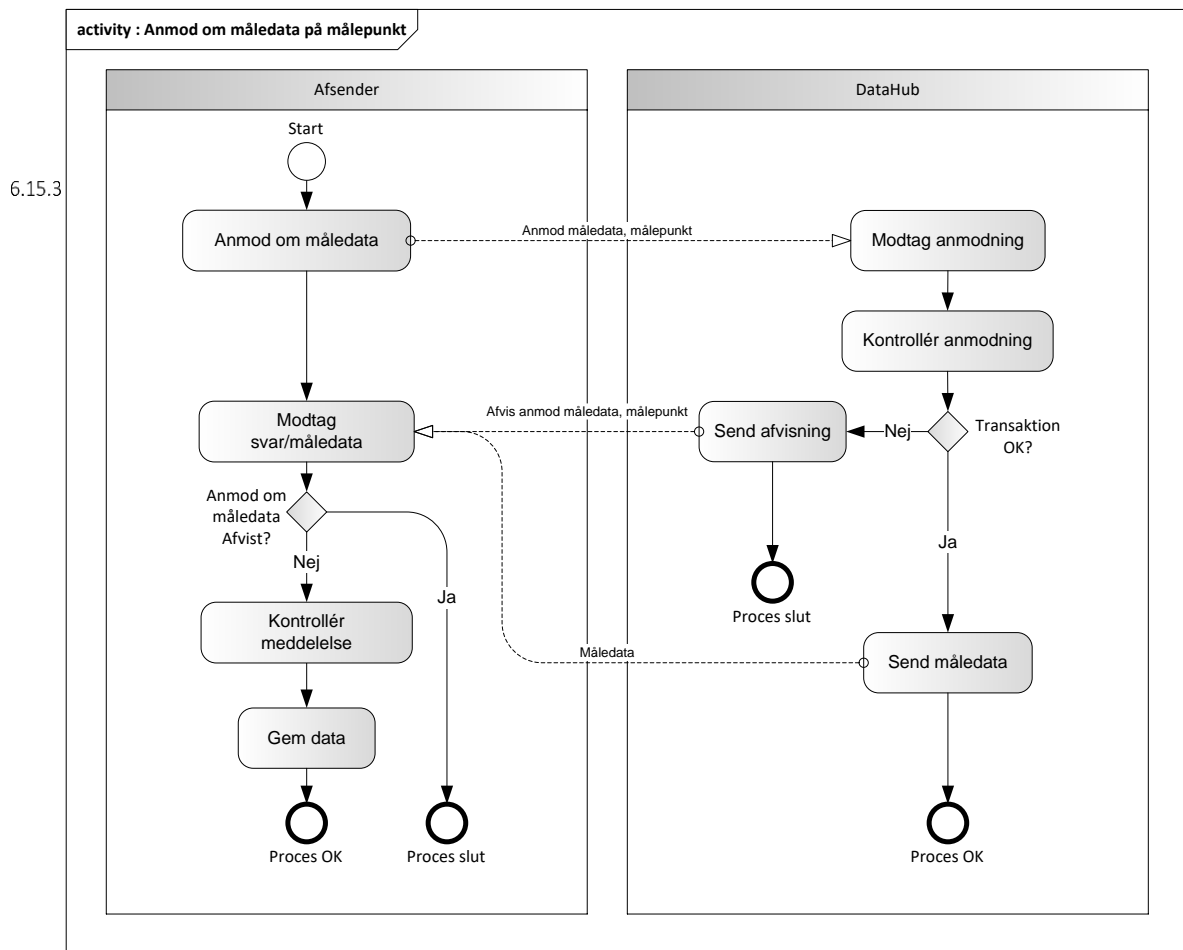 activity : Anmod om måledata på målepunkt
Afsender
DataHub
Start
6.15.3
Anmod om måledata
Anmod måledata, målepunkt
Modtag anmodning
Kontrollér anmodning
Modtag
svar/måledata
Afvis anmod måledata, målepunkt
Send afvisning
Nej
Transaktion
OK?
Anmod om
måledata
Afvist?
Nej
Ja
Ja
Proces slut
Kontrollér
meddelelse
Måledata
Send måledata
Gem data
Proces OK
Proces slut
Proces OK